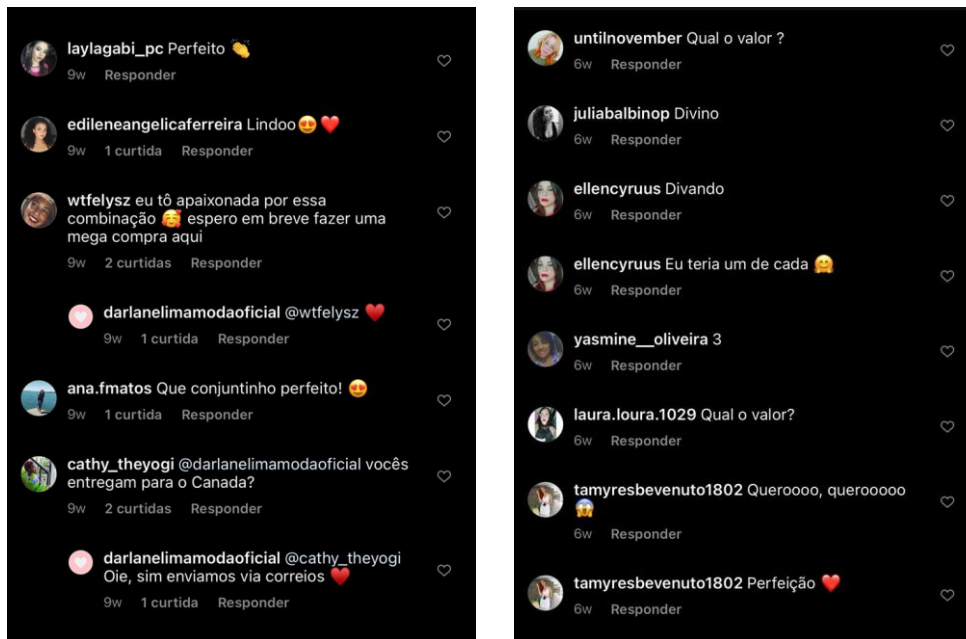 laylagabi_pc Perfeito 👏
9w Responder
edileneangelicaferreira Lindoo😍 ❤️
9w 1 curtida Responder
wtfelysz eu tô apaixonada por essa
combinação 🥰 espero em breve fazer uma
mega compra aqui
9w 2 curtidas Responder
darlanelimamodaoficial @wtfelysz ❤️
9w 1 curtida Responder
ana.fmatos Que conjuntinho perfeito! 😍
9w 1 curtida Responder
cathy_theyogi @darlanelimamodaoficial vocês
entregam para o Canada?
9w 2 curtidas Responder
darlanelimamodaoficial @cathy_theyogi
Oie, sim enviamos via correios ❤️
9w 1 curtida Responder
untilnovember Qual o valor ?
6w Responder
juliabalbinop Divino
6w Responder
ellencyruus Divando
6w Responder
ellencyruus Eu teria um de cada 🤗
6w Responder
yasmine__oliveira 3
6w Responder
laura.loura.1029 Qual o valor?
6w Responder
tamyresbevenuto1802 Queroooo, querooooo
😱
6w Responder
tamyresbevenuto1802 Perfeição ❤️
6w Responder